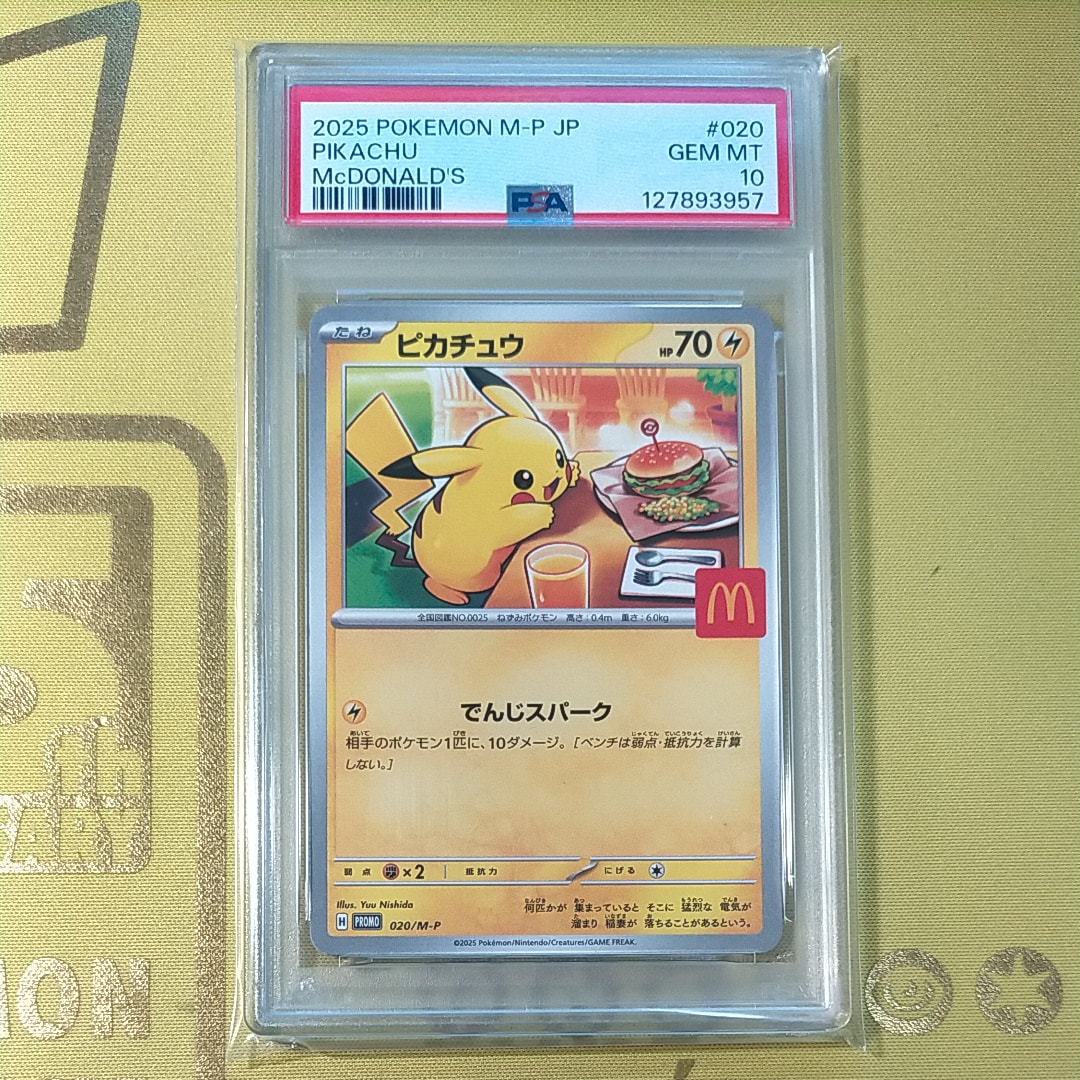 2025 POKEMON M-P JP #020
PIKACHU GEM MT
McDONALD'S 10
PSA 127893957
たね ピカチュウ HP70
M
全国図鑑NO.0025 ねずみポケモン 高さ:0.4m 重さ:6.0kg
でんじスパーク
相手のポケモン1匹に、10ダメージ。[ベンチは弱点・抵抗力を計算
しない。]
弱点 ×2 抵抗力 にげる
Illus. Yuu Nishida
何匹かが 集まっていると そこに 猛烈な 電気が
溜まり 稲妻が 落ちることがあるという。
H PROMO 020/M-P
©2025 Pokémon/Nintendo/Creatures/GAME FREAK.
TH